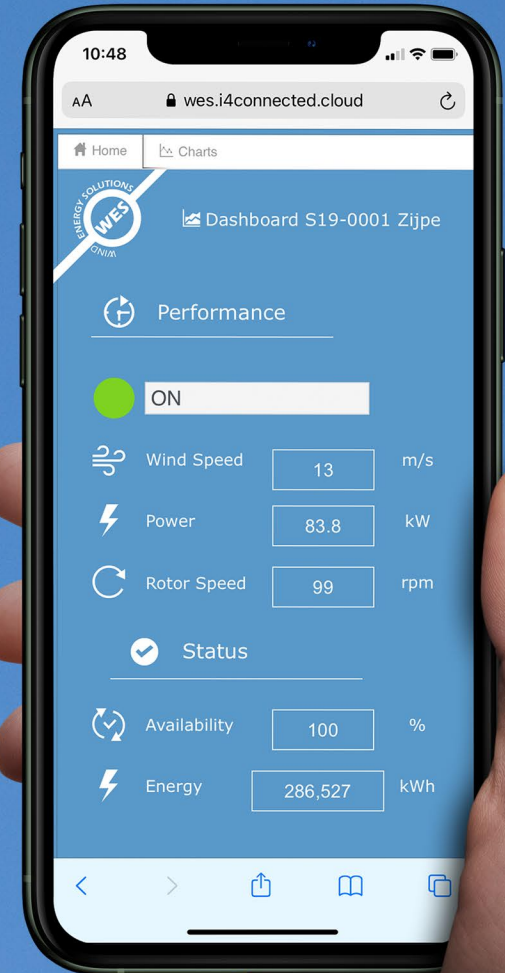 10:48
AA wes.i4connected.cloud
Home Charts
WIND ENERGY SOLUTIONS
WES
Dashboard S19-0001 Zijpe
Performance
ON
Wind Speed 13 m/s
Power 83.8 kW
Rotor Speed 99 rpm
Status
Availability 100 %
Energy 286,527 kWh